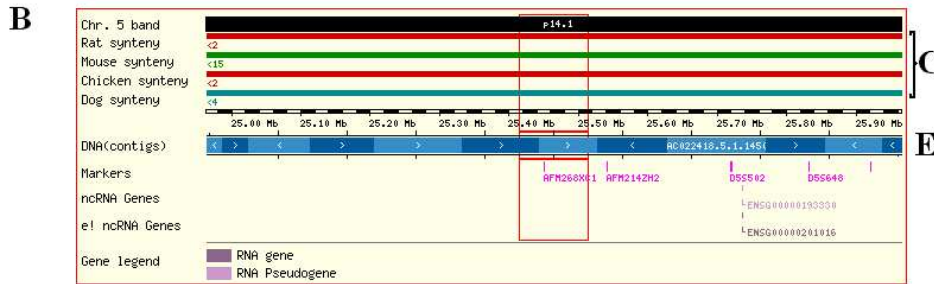 B
Chr. 5 band p14.1
Rat synteny <2
Mouse synteny <15
Chicken synteny <2
Dog synteny <4
C
25.00 Mb 25.10 Mb 25.20 Mb 25.30 Mb 25.40 Mb 25.50 Mb 25.60 Mb 25.70 Mb 25.80 Mb 25.90 Mb
DNA(contigs) < > > > > > > < AC022418.5.1.145( > < <
E
Markers AFM268XC1 AFM214ZH2 D5S502 D5S648
ncRNA Genes ENSG00000193330
e! ncRNA Genes ENSG00000201016
Gene legend
RNA gene
RNA Pseudogene